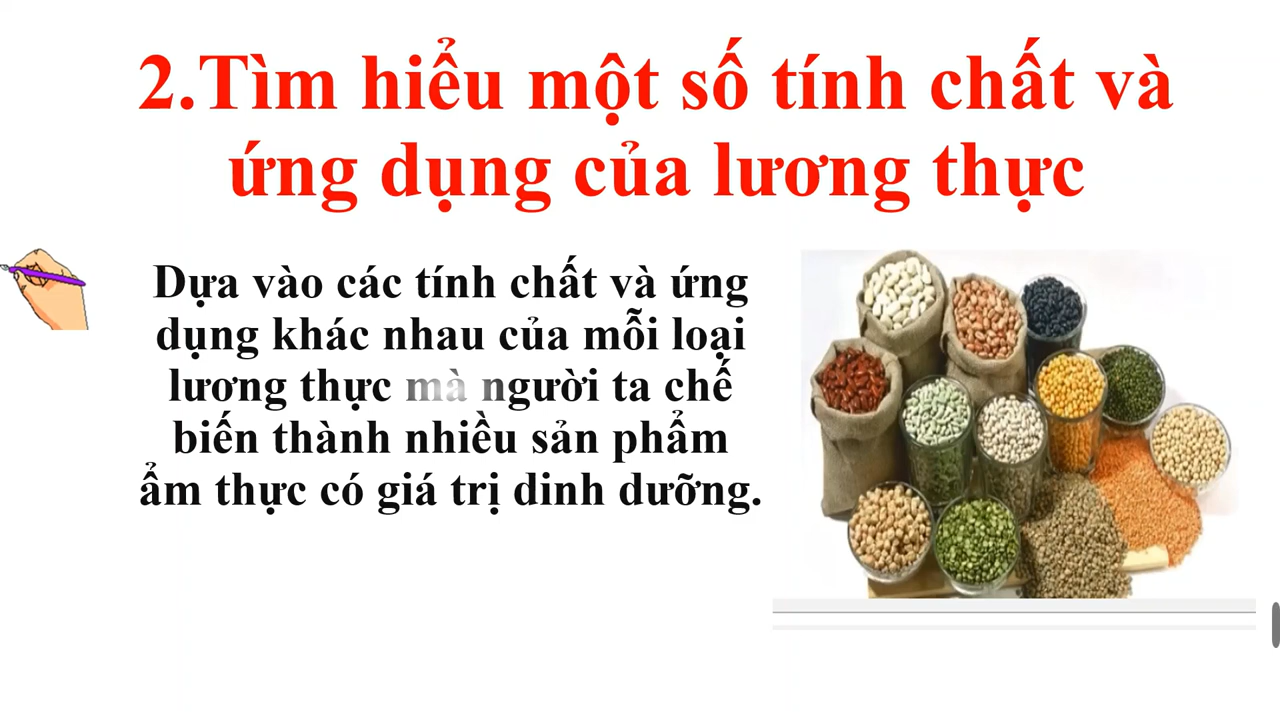 2.Tìm hiểu một số tính chất và
ứng dụng của lương thực
Dựa vào các tính chất và ứng
dụng khác nhau của mỗi loại
lương thực mà người ta chế
biến thành nhiều sản phẩm
ẩm thực có giá trị dinh dưỡng.